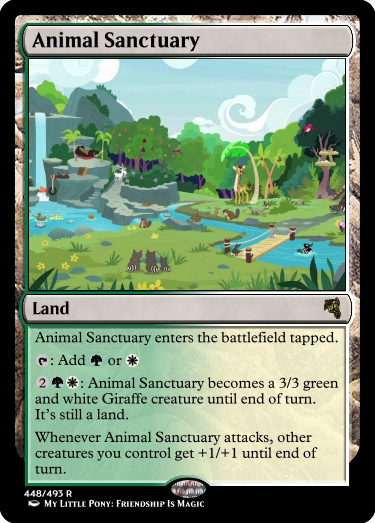 Animal Sanctuary
Land
Animal Sanctuary enters the battlefield tapped.
: Add or
2 : Animal Sanctuary becomes a 3/3 green
and white Giraffe creature until end of turn.
It's still a land.
Whenever Animal Sanctuary attacks, other
creatures you control get +1/+1 until end of
turn.
448/493 R
My Little Pony: Friendship Is Magic